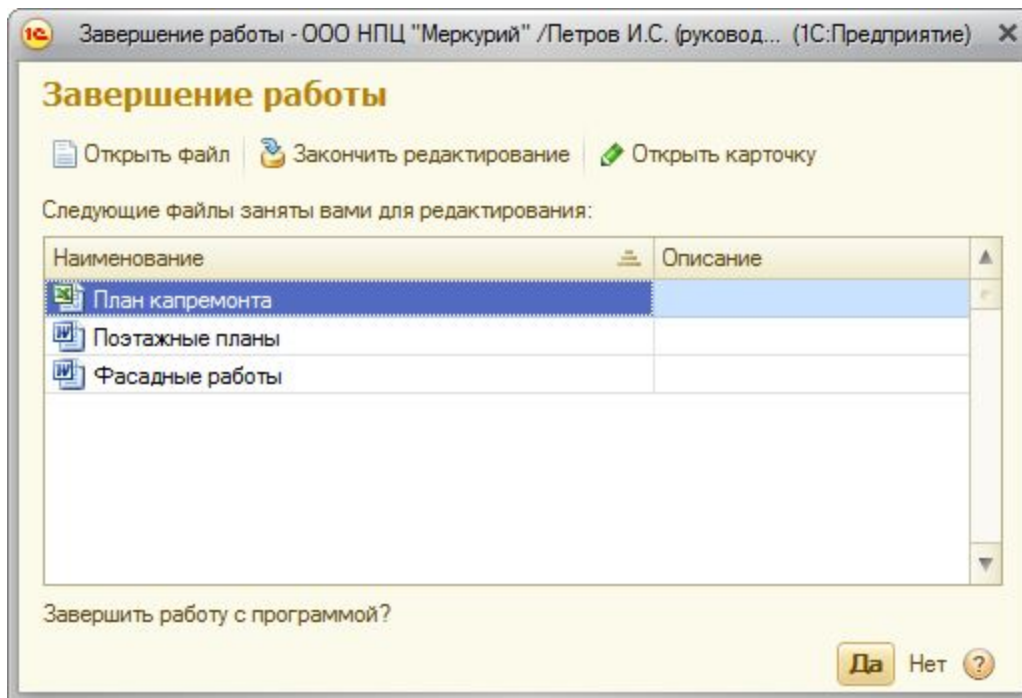 1С Завершение работы - ООО НПЦ "Меркурий" /Петров И.С. (руковод... (1С:Предприятие)
Завершение работы
Открыть файл Закончить редактирование Открыть карточку
Следующие файлы заняты вами для редактирования:
Наименование Описание
План капремонта
Поэтажные планы
Фасадные работы
Завершить работу с программой?
Да Нет ?